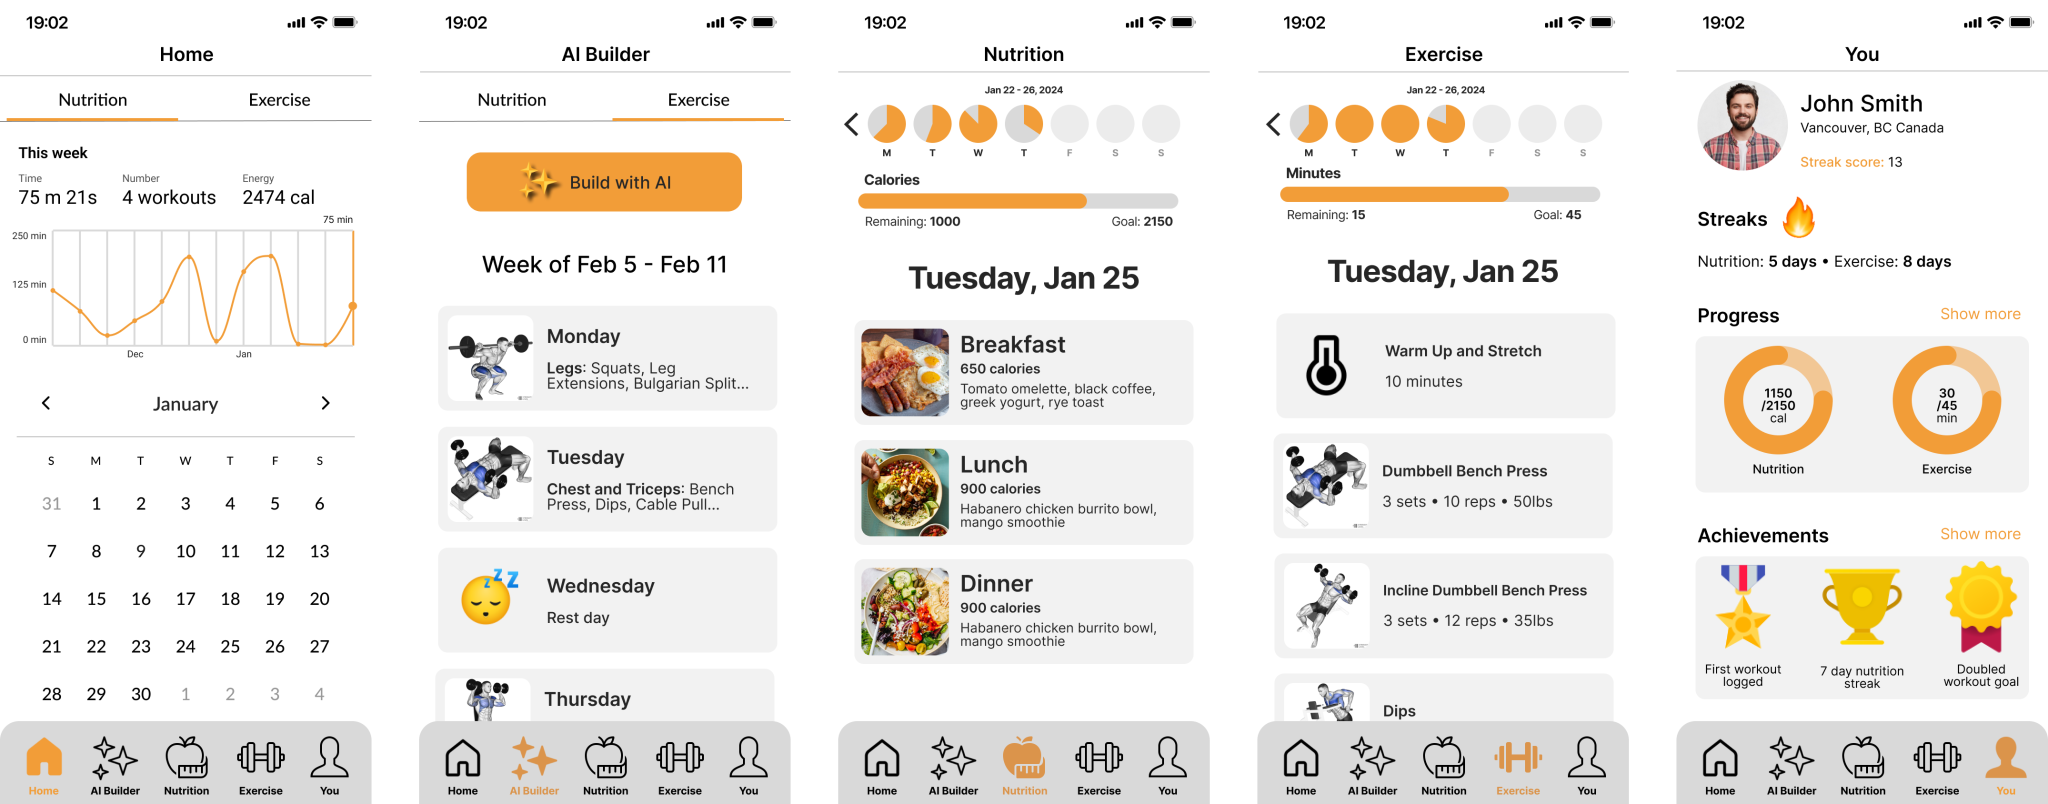 19:02
Home
Nutrition
Exercise
This week
Time
Number
Energy
75 m 21s
4 workouts
2474 cal
75 min
250 min
125 min
0 min
Dec
Jan
January
S M T W T F S
31 1 2 3 4 5 6
7 8 9 10 11 12 13
14 15 16 17 18 19 20
21 22 23 24 25 26 27
28 29 30 1 2 3 4
Home
AI Builder
Nutrition
Exercise
You
19:02
AI Builder
Nutrition
Exercise
Build with AI
Week of Feb 5 - Feb 11
Monday
Legs: Squats, Leg
Extensions, Bulgarian Split...
Tuesday
Chest and Triceps: Bench
Press, Dips, Cable Pull...
Wednesday
Rest day
Thursday
Home
AI Builder
Nutrition
Exercise
You
19:02
Nutrition
Jan 22 - 26, 2024
M T W T F S S
Calories
Remaining: 1000
Goal: 2150
Tuesday, Jan 25
Breakfast
650 calories
Tomato omelette, black coffee,
greek yogurt, rye toast
Lunch
900 calories
Habanero chicken burrito bowl,
mango smoothie
Dinner
900 calories
Habanero chicken burrito bowl,
mango smoothie
Home
AI Builder
Nutrition
Exercise
You
19:02
Exercise
Jan 22 - 26, 2024
M T W T F S S
Minutes
Remaining: 15
Goal: 45
Tuesday, Jan 25
Warm Up and Stretch
10 minutes
Dumbbell Bench Press
3 sets • 10 reps • 50lbs
Incline Dumbbell Bench Press
3 sets • 12 reps • 35lbs
Dips
Home
AI Builder
Nutrition
Exercise
You
19:02
You
John Smith
Vancouver, BC Canada
Streak score: 13
Streaks
Nutrition: 5 days • Exercise: 8 days
Progress
Show more
1150
/2150
cal
Nutrition
30
/45
min
Exercise
Achievements
Show more
First workout
logged
7 day nutrition
streak
Doubled
workout goal
Home
AI Builder
Nutrition
Exercise
You